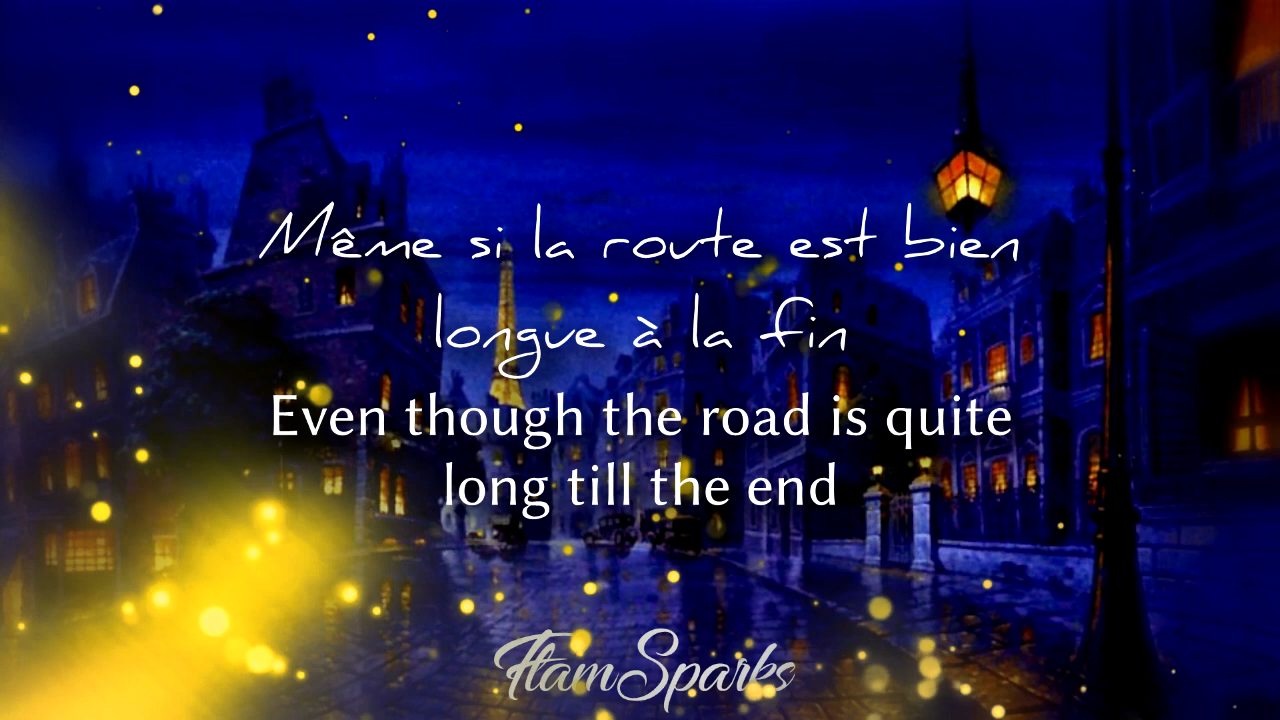 Même si la route est bien
longue à la fin
Even though the road is quite
long till the end
FlamSparks